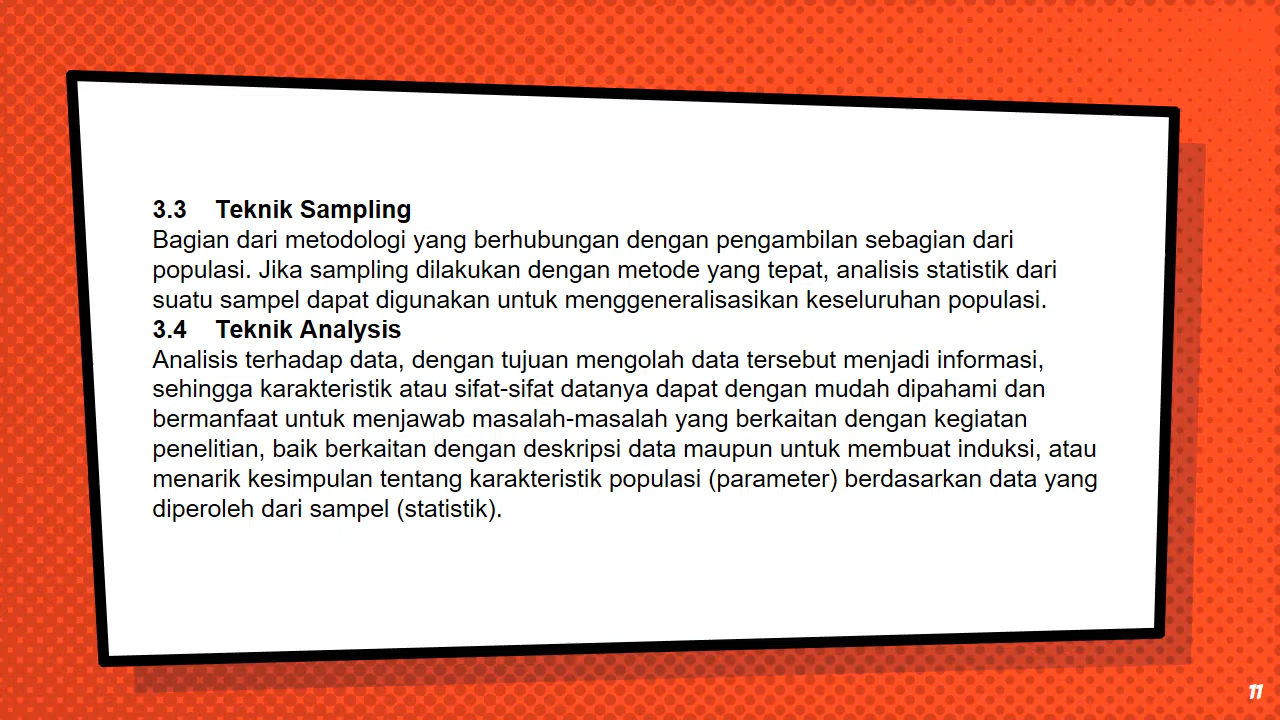 3.3 Teknik Sampling
Bagian dari metodologi yang berhubungan dengan pengambilan sebagian dari
populasi. Jika sampling dilakukan dengan metode yang tepat, analisis statistik dari
suatu sampel dapat digunakan untuk menggeneralisasikan keseluruhan populasi.
3.4 Teknik Analysis
Analisis terhadap data, dengan tujuan mengolah data tersebut menjadi informasi,
sehingga karakteristik atau sifat-sifat datanya dapat dengan mudah dipahami dan
bermanfaat untuk menjawab masalah-masalah yang berkaitan dengan kegiatan
penelitian, baik berkaitan dengan deskripsi data maupun untuk membuat induksi, atau
menarik kesimpulan tentang karakteristik populasi (parameter) berdasarkan data yang
diperoleh dari sampel (statistik).
11